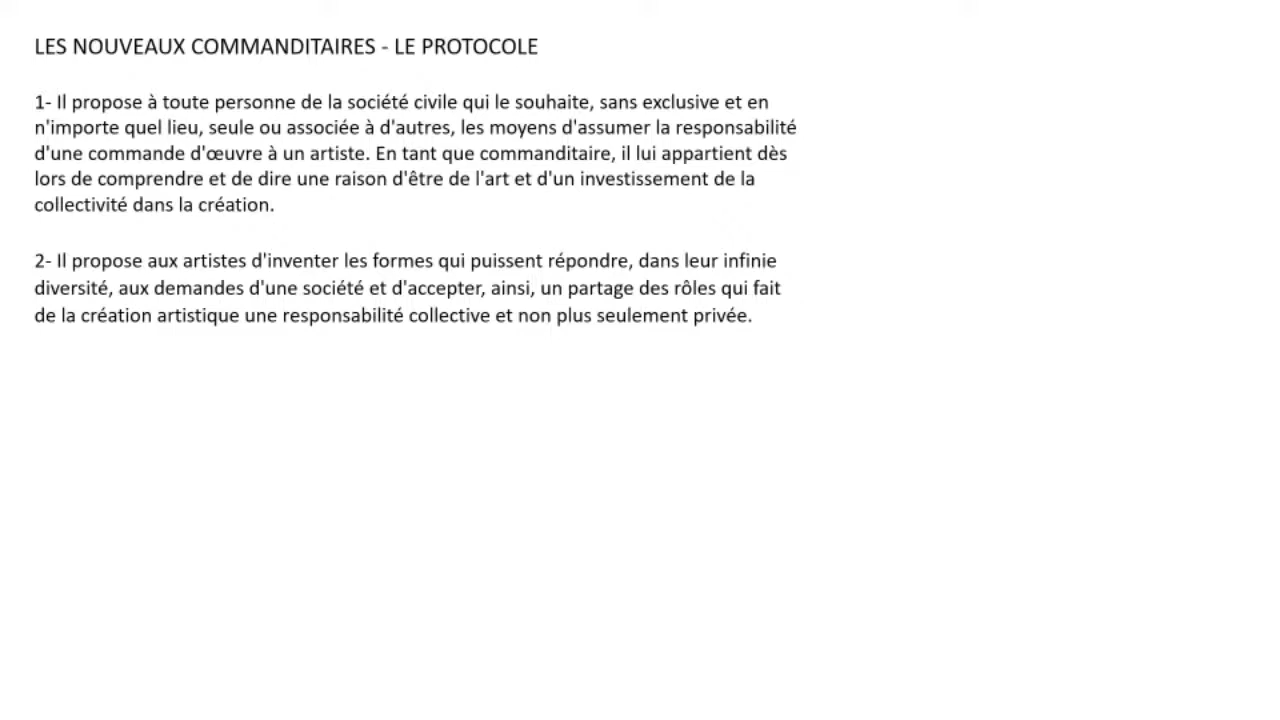 LES NOUVEAUX COMMANDITAIRES - LE PROTOCOLE
1- Il propose à toute personne de la société civile qui le souhaite, sans exclusive et en
n'importe quel lieu, seule ou associée à d'autres, les moyens d'assumer la responsabilité
d'une commande d'œuvre à un artiste. En tant que commanditaire, il lui appartient dès
lors de comprendre et de dire une raison d'être de l'art et d'un investissement de la
collectivité dans la création.
2- Il propose aux artistes d'inventer les formes qui puissent répondre, dans leur infinie
diversité, aux demandes d'une société et d'accepter, ainsi, un partage des rôles qui fait
de la création artistique une responsabilité collective et non plus seulement privée.